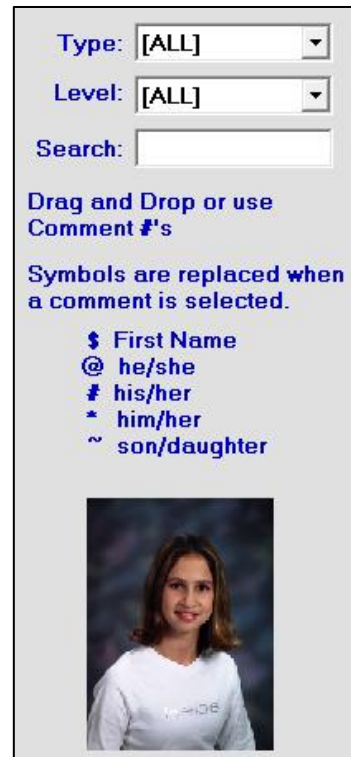 Type: [ALL]
Level: [ALL]
Search:
Drag and Drop or use
Comment #'s
Symbols are replaced when
a comment is selected.
$ First Name
@ he/she
# his/her
* him/her
~ son/daughter